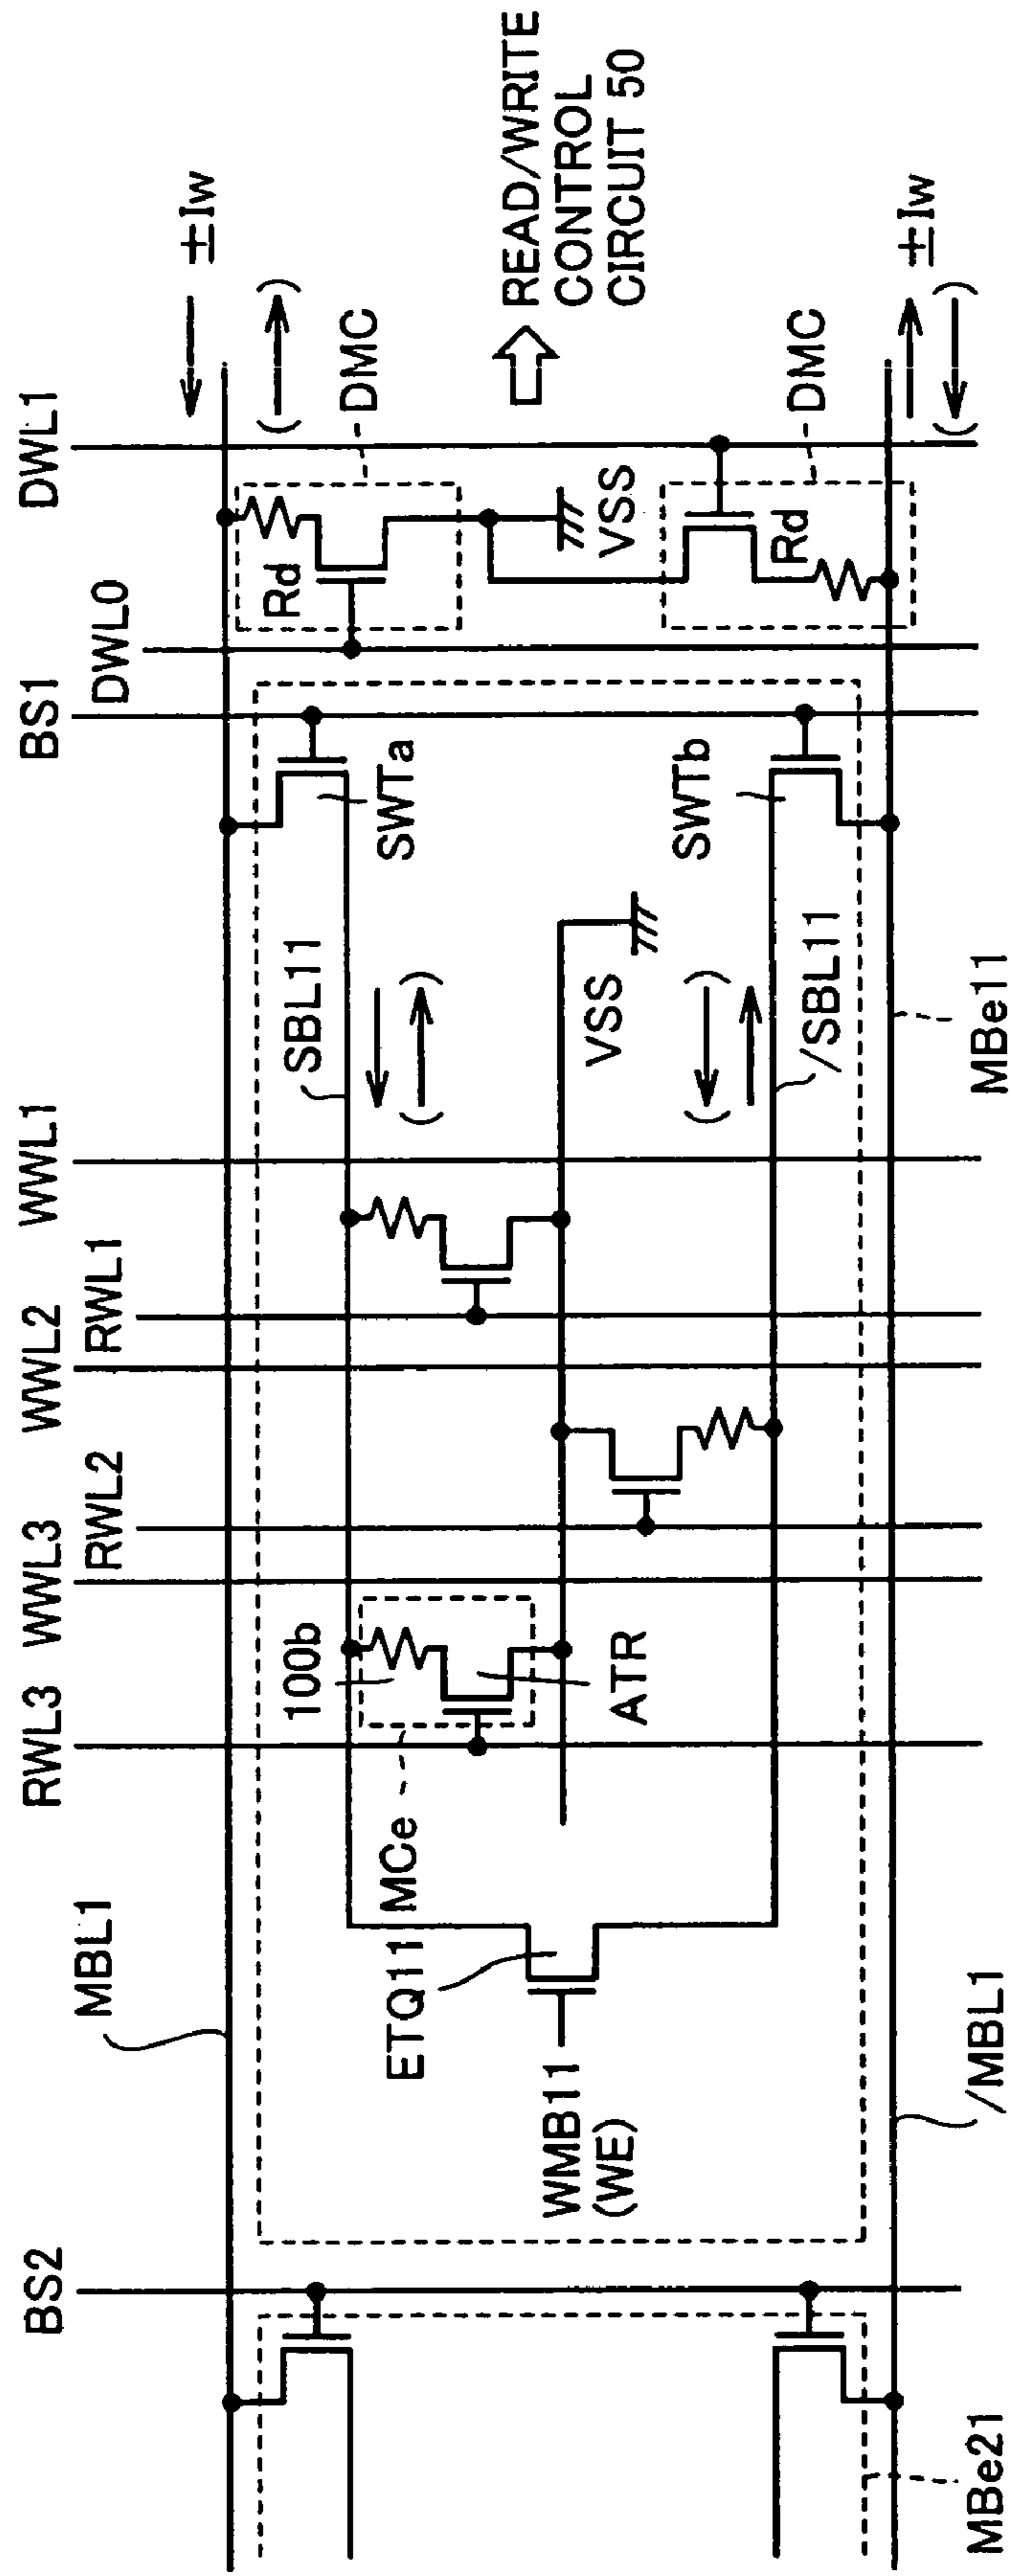 BS2
RWL3
WWL3
RWL2
WWL2
RWL1
WWL1
BS1
DWL0
DWL1
MBL1
±Iw
100b
SBL11
SWTa
Rd
DMC
MCe
ETQ11
ATR
VSS
VSS
READ/WRITE
CONTROL
CIRCUIT 50
WMB11
(WE)
SWTb
Rd
DMC
/SBL11
±Iw
MBe21
/MBL1
MBe11
( )
( )
( )
( )